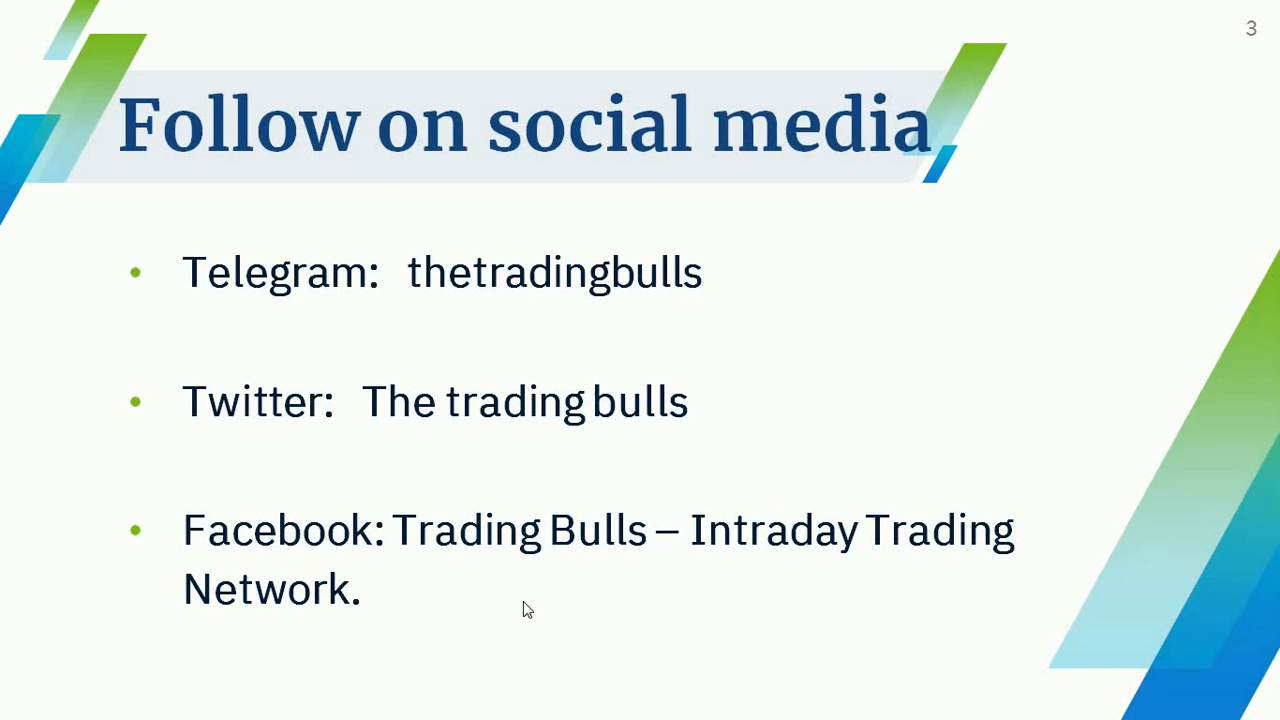 3
Follow on social media
• Telegram: thetradingbulls
• Twitter: The trading bulls
• Facebook: Trading Bulls – Intraday Trading
Network.